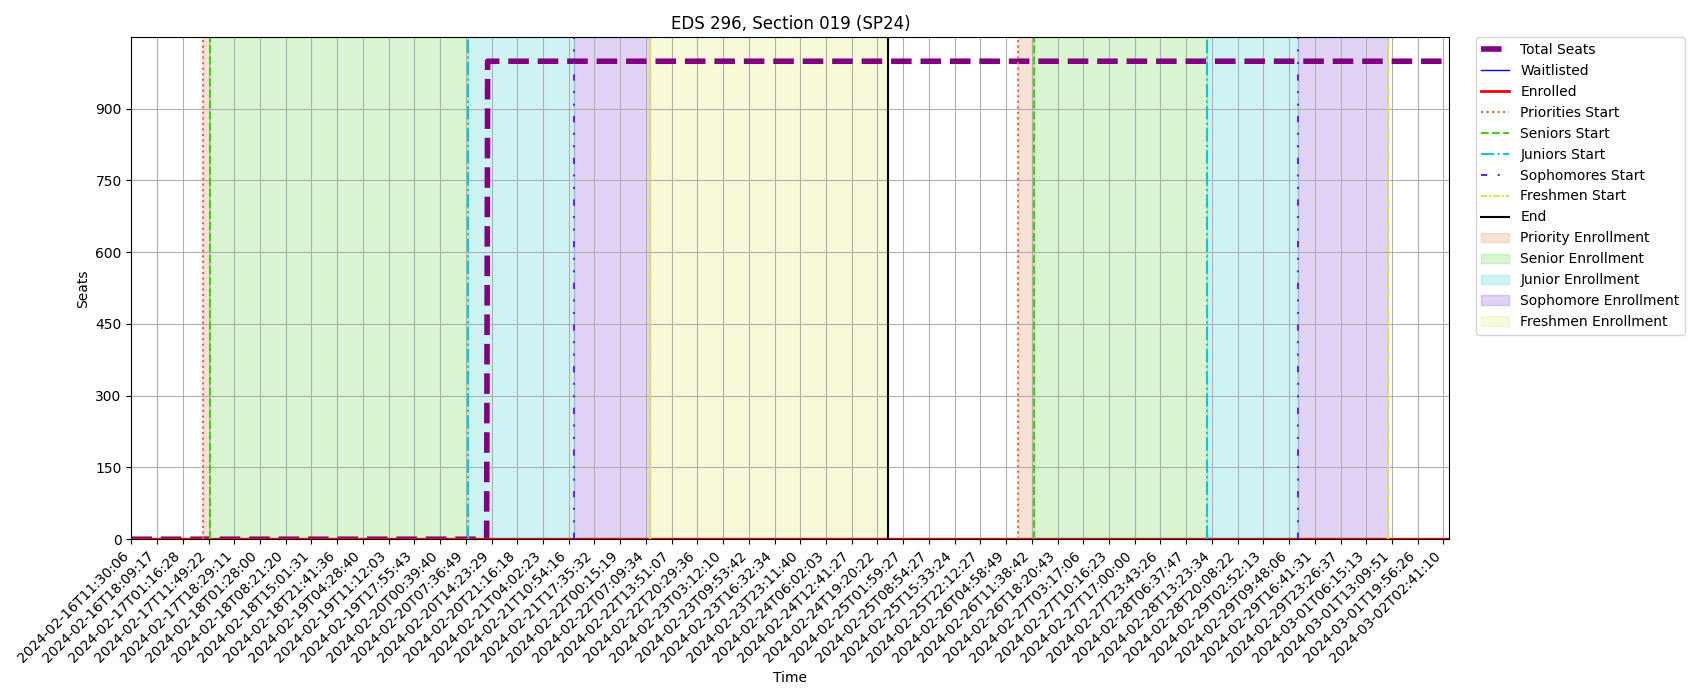 EDS 296, Section 019 (SP24)
Total Seats
Waitlisted
Enrolled
Priorities Start
Seniors Start
Juniors Start
Sophomores Start
Freshmen Start
End
Priority Enrollment
Senior Enrollment
Junior Enrollment
Sophomore Enrollment
Freshmen Enrollment
Seats
900
750
600
450
300
150
0
2024-02-16T11:30:06
2024-02-16T18:09:17
2024-02-17T01:16:28
2024-02-17T11:49:22
2024-02-17T18:29:11
2024-02-18T01:28:00
2024-02-18T08:21:20
2024-02-18T15:01:31
2024-02-18T21:41:36
2024-02-19T04:28:40
2024-02-19T11:12:03
2024-02-19T17:55:43
2024-02-20T00:39:40
2024-02-20T07:36:49
2024-02-20T14:23:29
2024-02-20T21:16:18
2024-02-21T04:02:23
2024-02-21T10:54:16
2024-02-21T17:35:32
2024-02-22T00:15:19
2024-02-22T07:09:34
2024-02-22T13:51:07
2024-02-22T20:29:36
2024-02-23T03:12:10
2024-02-23T09:53:42
2024-02-23T16:32:34
2024-02-23T23:11:40
2024-02-24T06:02:03
2024-02-24T12:41:27
2024-02-24T19:20:22
2024-02-25T01:59:27
2024-02-25T08:54:27
2024-02-25T15:33:24
2024-02-25T22:12:27
2024-02-26T04:58:49
2024-02-26T11:38:42
2024-02-26T18:20:43
2024-02-27T03:17:06
2024-02-27T10:16:23
2024-02-27T17:00:00
2024-02-27T23:43:26
2024-02-28T06:37:47
2024-02-28T13:23:34
2024-02-28T20:08:22
2024-02-29T02:52:13
2024-02-29T09:48:06
2024-02-29T16:41:31
2024-02-29T23:26:37
2024-03-01T06:15:13
2024-03-01T13:09:51
2024-03-01T19:56:26
2024-03-02T02:41:10
Time